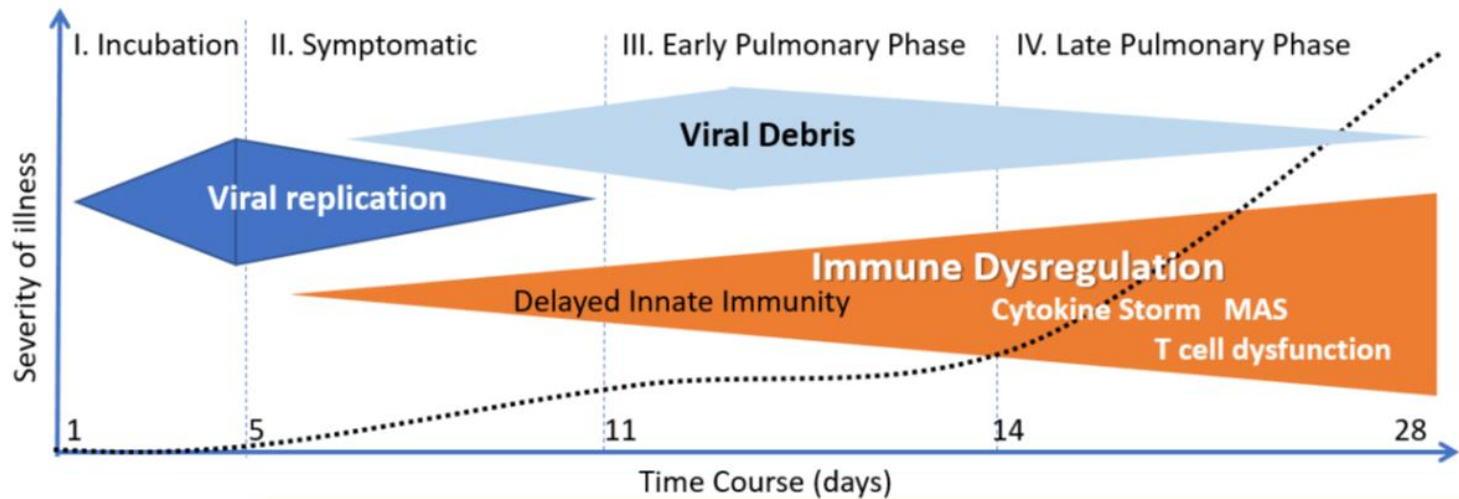 I. Incubation
II. Symptomatic
III. Early Pulmonary Phase
IV. Late Pulmonary Phase
Viral Debris
Viral replication
Immune Dysregulation
Delayed Innate Immunity
Cytokine Storm MAS
T cell dysfunction
Severity of illness
1
5
11
14
28
Time Course (days)